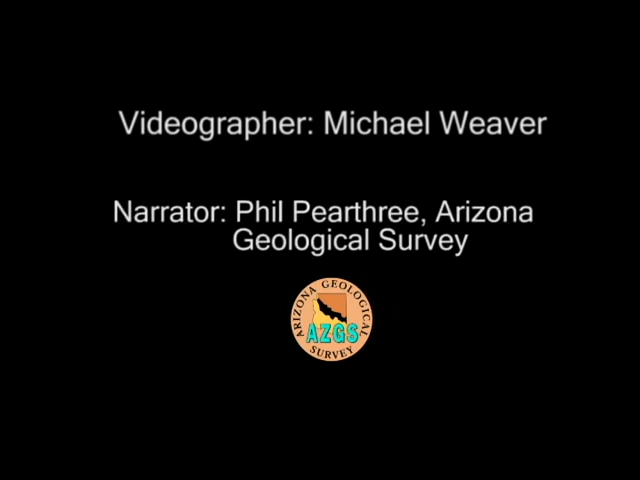 Videographer: Michael Weaver
Narrator: Phil Pearthree, Arizona
Geological Survey
ARIZONA GEOLOGICAL
AZGS
SURVEY